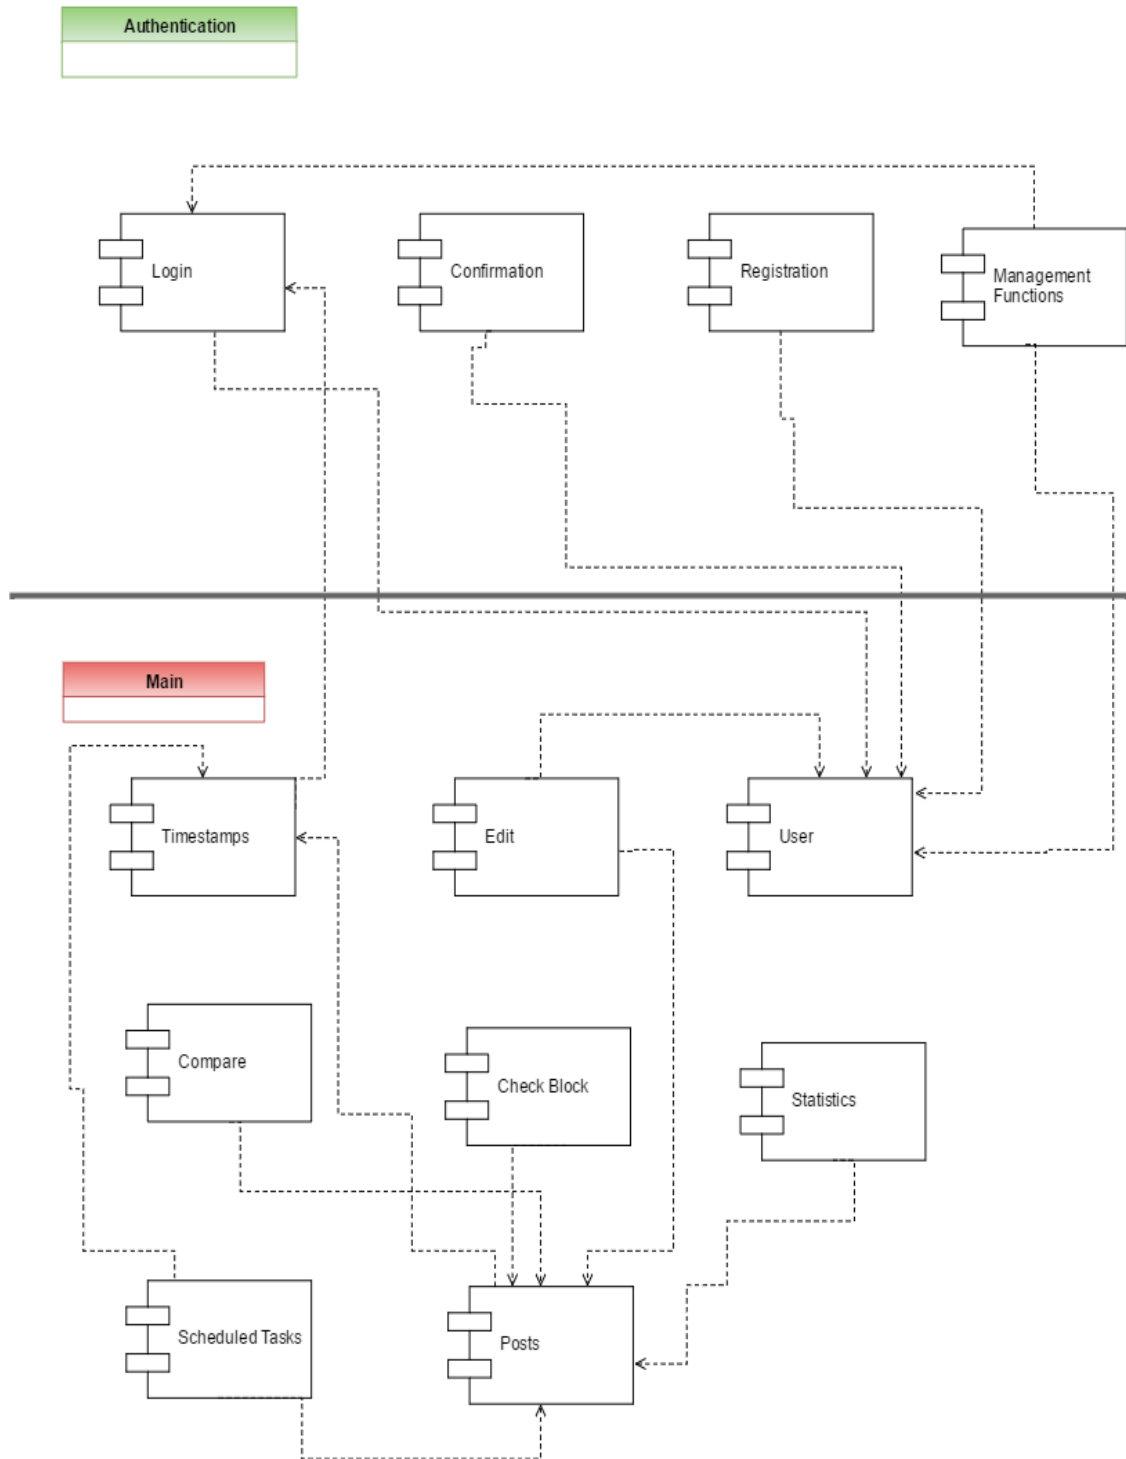 Authentication
Login
Confirmation
Registration
Management
Functions
Main
Timestamps
Edit
User
Compare
Check Block
Statistics
Scheduled Tasks
Posts